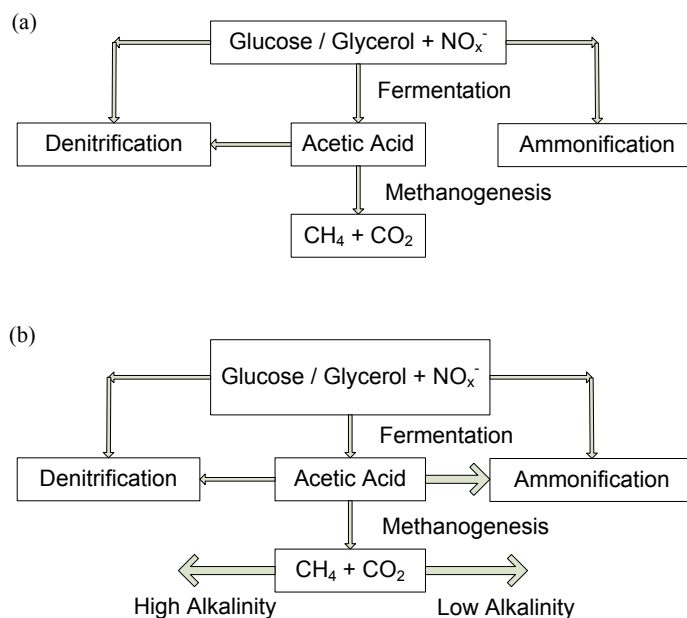 (a)
Glucose / Glycerol + NOₓ⁻
Fermentation
Denitrification
Acetic Acid
Ammonification
Methanogenesis
CH₄ + CO₂
(b)
Glucose / Glycerol + NOₓ⁻
Fermentation
Denitrification
Acetic Acid
Ammonification
Methanogenesis
CH₄ + CO₂
High Alkalinity
Low Alkalinity